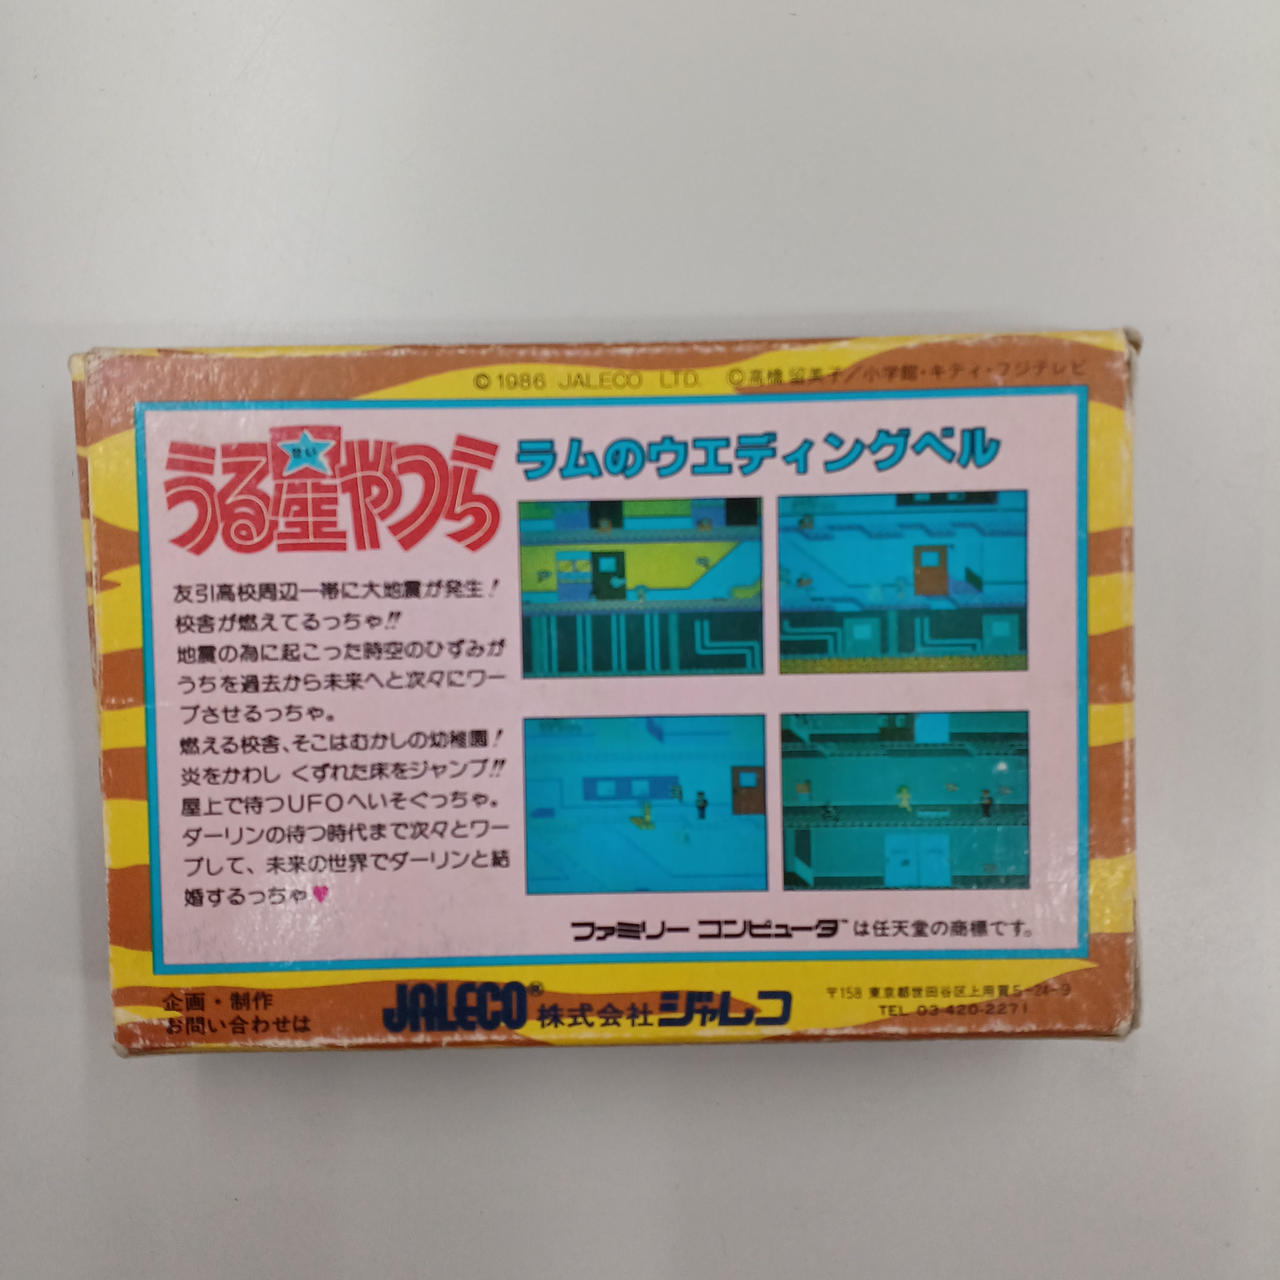 © 1986 JALECO LTD. ©高橋留美子／小学館・キティ・フジテレビ
うる星やつら
せい
ラムのウエディングベル
友引高校周辺一帯に大地震が発生！
校舎が燃えてるっちゃ!!
地震の為に起こった時空のひずみが
うちを過去から未来へと次々にワー
プさせるっちゃ。
燃える校舎、そこはむかしの幼稚園！
炎をかわし くずれた床をジャンプ!!
屋上で待つUFOへいそぐっちゃ。
ダーリンの待つ時代まで次々とワー
プして、未来の世界でダーリンと結
婚するっちゃ♥
ファミリー コンピュータ™は任天堂の商標です。
企画・制作
お問い合わせは
JALECO® 株式会社ジャレコ
〒158 東京都世田谷区上用賀5-24-9
TEL 03-420-2271